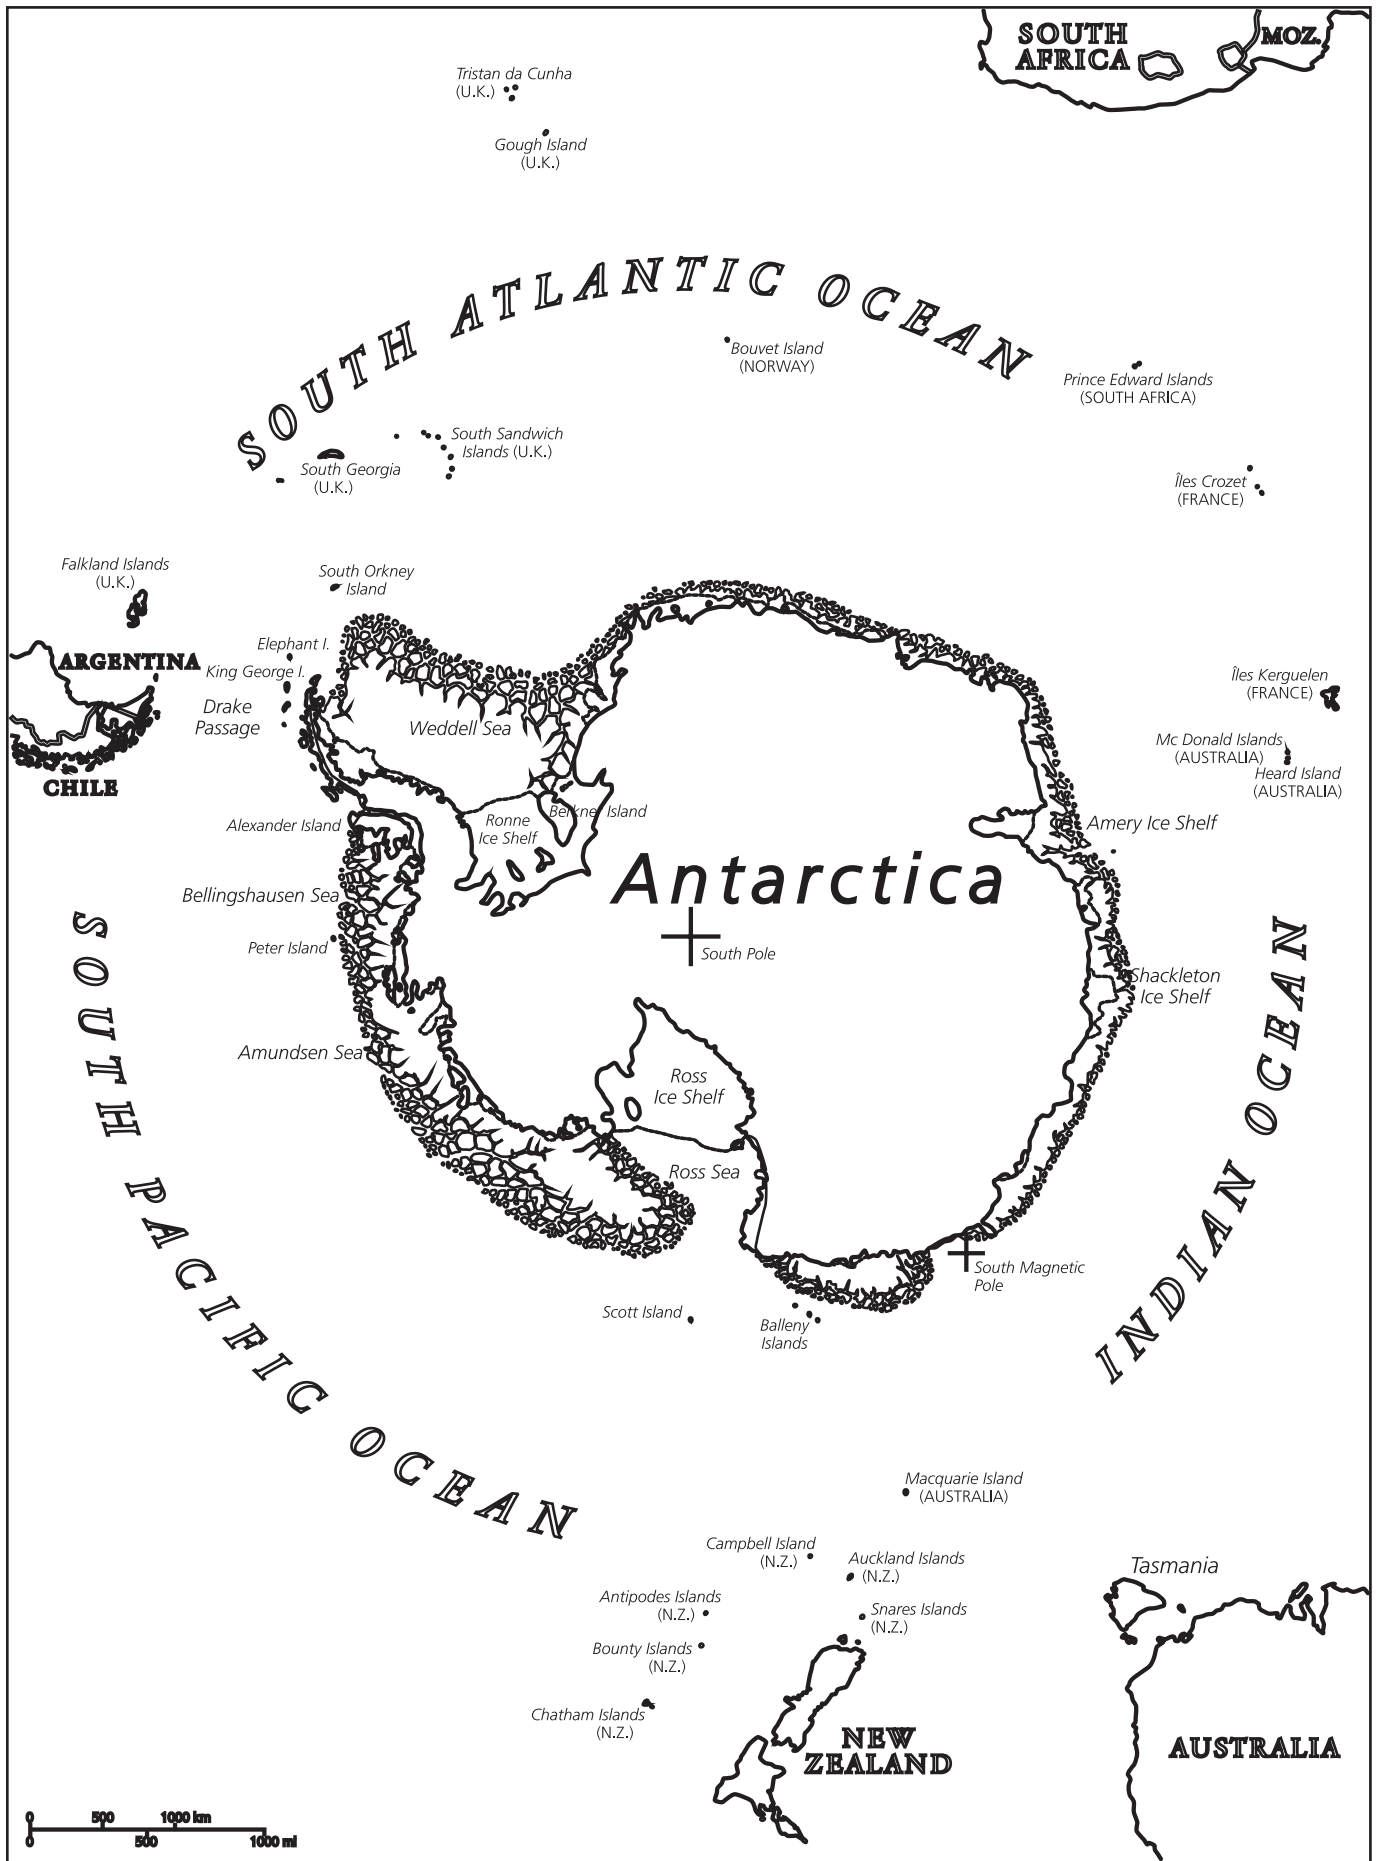 SOUTH
AFRICA
MOZ.
Tristan da Cunha
(U.K.)
Gough Island
(U.K.)
SOUTH ATLANTIC OCEAN
Bouvet Island
(NORWAY)
Prince Edward Islands
(SOUTH AFRICA)
South Sandwich
Islands (U.K.)
South Georgia
(U.K.)
Îles Crozet
(FRANCE)
Falkland Islands
(U.K.)
South Orkney
Island
Elephant I.
ARGENTINA
King George I.
Îles Kerguelen
(FRANCE)
Drake
Passage
Weddell Sea
Mc Donald Islands
(AUSTRALIA)
Heard Island
(AUSTRALIA)
CHILE
Berkner Island
Ronne
Ice Shelf
Alexander Island
Amery Ice Shelf
Antarctica
Bellingshausen Sea
Peter Island
South Pole
Shackleton
Ice Shelf
Amundsen Sea
Ross
Ice Shelf
Ross Sea
SOUTH PACIFIC OCEAN
INDIAN OCEAN
South Magnetic
Pole
Scott Island
Balleny
Islands
Macquarie Island
(AUSTRALIA)
Campbell Island
(N.Z.)
Auckland Islands
(N.Z.)
Tasmania
Antipodes Islands
(N.Z.)
Snares Islands
(N.Z.)
Bounty Islands
(N.Z.)
Chatham Islands
(N.Z.)
NEW
ZEALAND
AUSTRALIA
0 500 1000 km
0 500 1000 mi